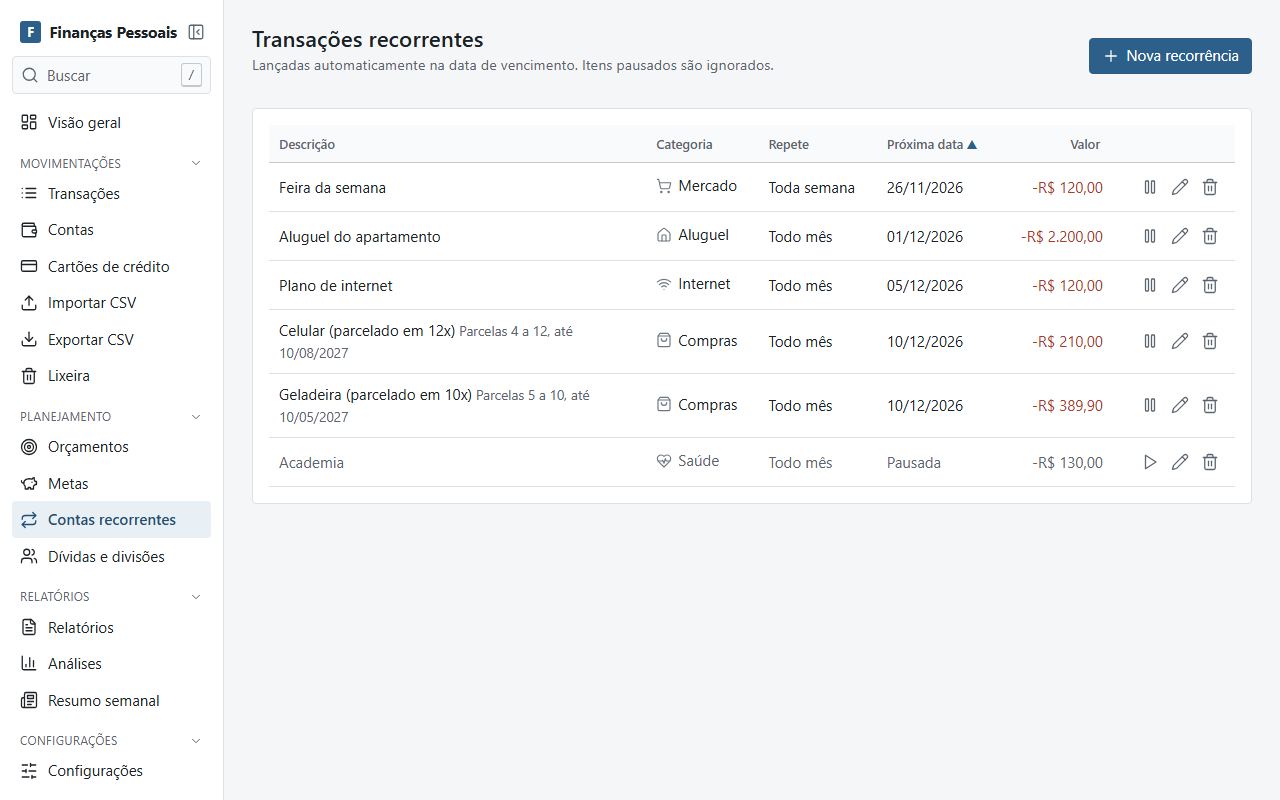 F Finanças Pessoais
Buscar /
Visão geral
MOVIMENTAÇÕES
Transações
Contas
Cartões de crédito
Importar CSV
Exportar CSV
Lixeira
PLANEJAMENTO
Orçamentos
Metas
Contas recorrentes
Dívidas e divisões
RELATÓRIOS
Relatórios
Análises
Resumo semanal
CONFIGURAÇÕES
Configurações
Transações recorrentes
Lançadas automaticamente na data de vencimento. Itens pausados são ignorados.
Nova recorrência
Descrição Categoria Repete Próxima data Valor
Feira da semana Mercado Toda semana 26/11/2026 -R$ 120,00
Aluguel do apartamento Aluguel Todo mês 01/12/2026 -R$ 2.200,00
Plano de internet Internet Todo mês 05/12/2026 -R$ 120,00
Celular (parcelado em 12x) Parcelas 4 a 12, até
10/08/2027
Compras Todo mês 10/12/2026 -R$ 210,00
Geladeira (parcelado em 10x) Parcelas 5 a 10, até
10/05/2027
Compras Todo mês 10/12/2026 -R$ 389,90
Academia Saúde Todo mês Pausada -R$ 130,00